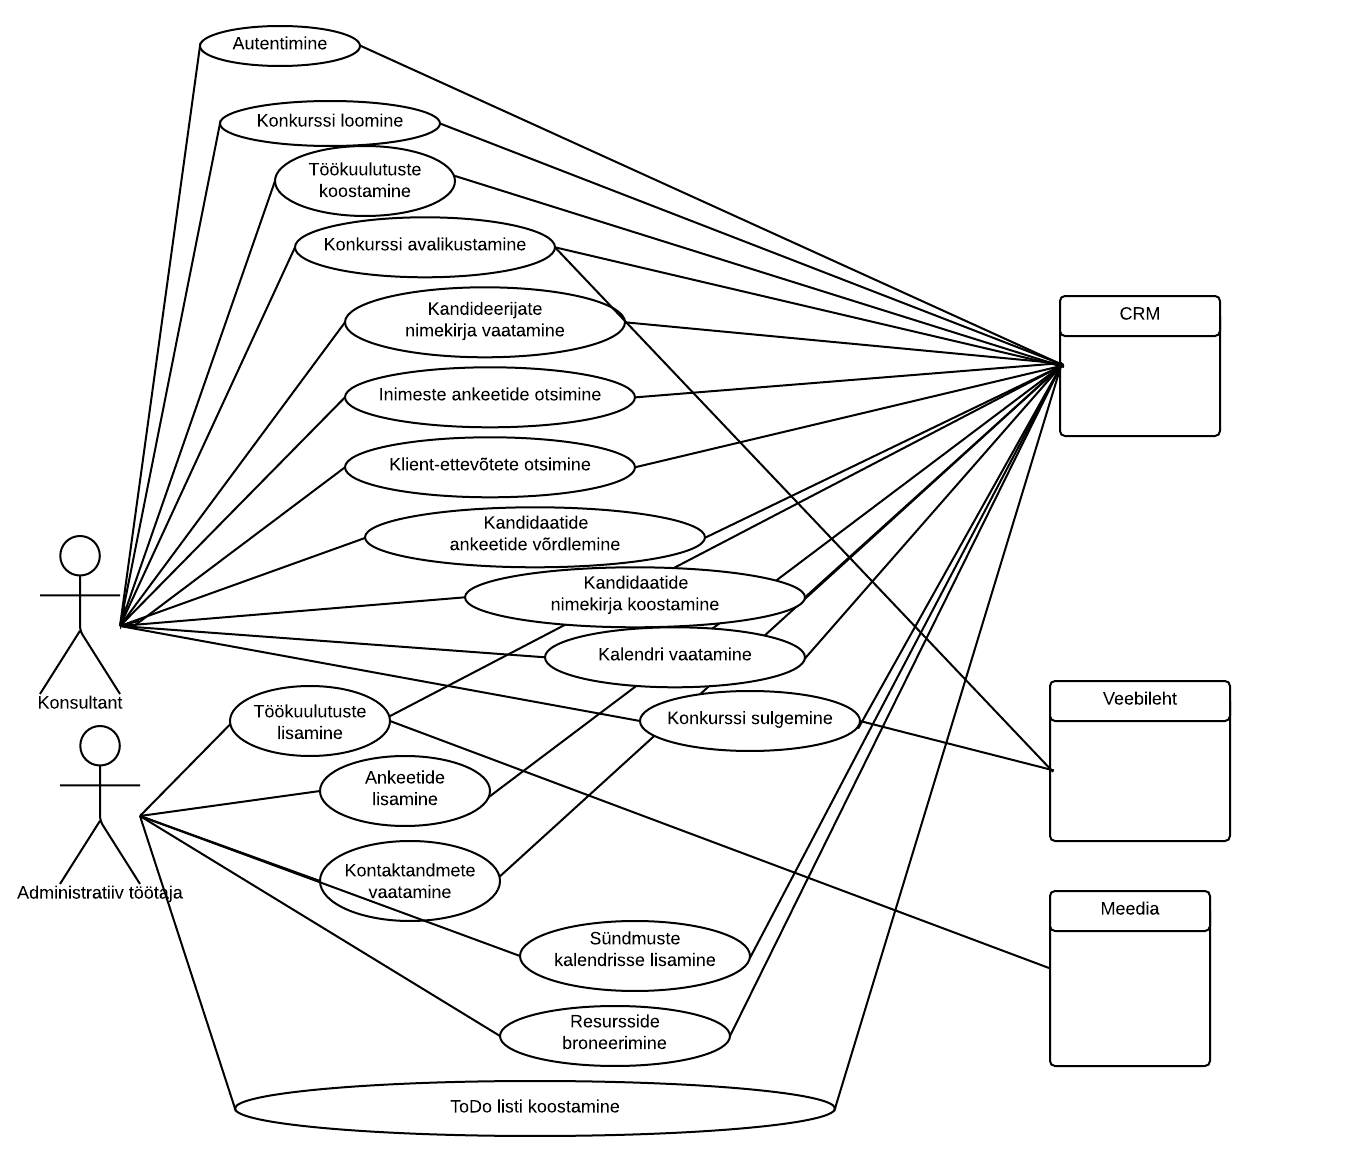 Autentimine
Konkurssi loomine
Töökuulutuste
koostamine
Konkurssi avalikustamine
Kandideerijate
nimekirja vaatamine
CRM
Inimeste ankeetide otsimine
Klient-ettevõtete otsimine
Kandidaatide
ankeetide võrdlemine
Kandidaatide
nimekirja koostamine
Kalendri vaatamine
Konsultant
Töökuulutuste
lisamine
Konkurssi sulgemine
Veebileht
Ankeetide
lisamine
Kontaktandmete
vaatamine
Administratiiv töötaja
Meedia
Sündmuste
kalendrisse lisamine
Resursside
broneerimine
ToDo listi koostamine